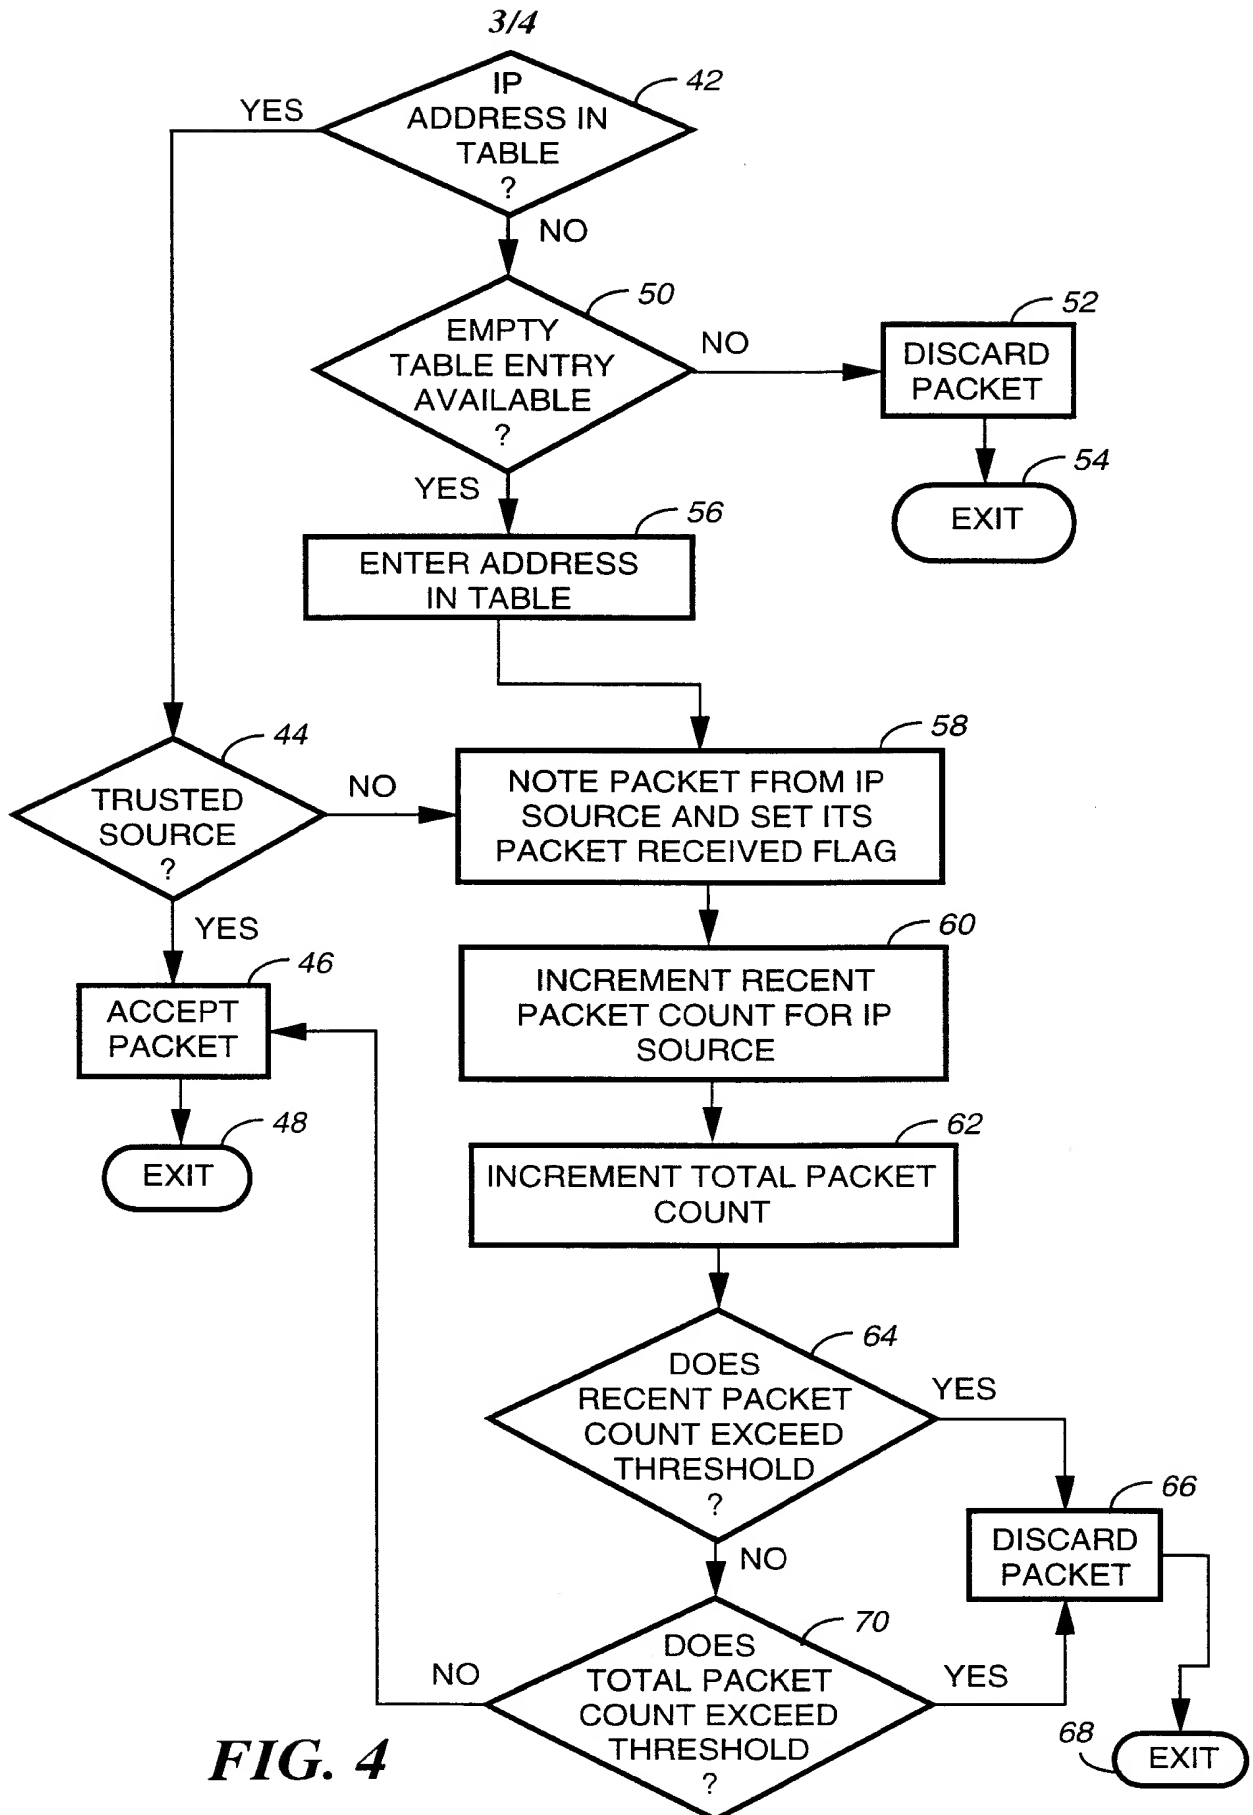 3/4
IP
ADDRESS IN
TABLE
?
42
YES
NO
EMPTY
TABLE ENTRY
AVAILABLE
?
50
NO
DISCARD
PACKET
52
EXIT
54
YES
ENTER ADDRESS
IN TABLE
56
TRUSTED
SOURCE
?
44
NO
NOTE PACKET FROM IP
SOURCE AND SET ITS
PACKET RECEIVED FLAG
58
YES
ACCEPT
PACKET
46
EXIT
48
INCREMENT RECENT
PACKET COUNT FOR IP
SOURCE
60
INCREMENT TOTAL PACKET
COUNT
62
DOES
RECENT PACKET
COUNT EXCEED
THRESHOLD
?
64
YES
DISCARD
PACKET
66
NO
DOES
TOTAL PACKET
COUNT EXCEED
THRESHOLD
?
70
NO
YES
EXIT
68
FIG. 4